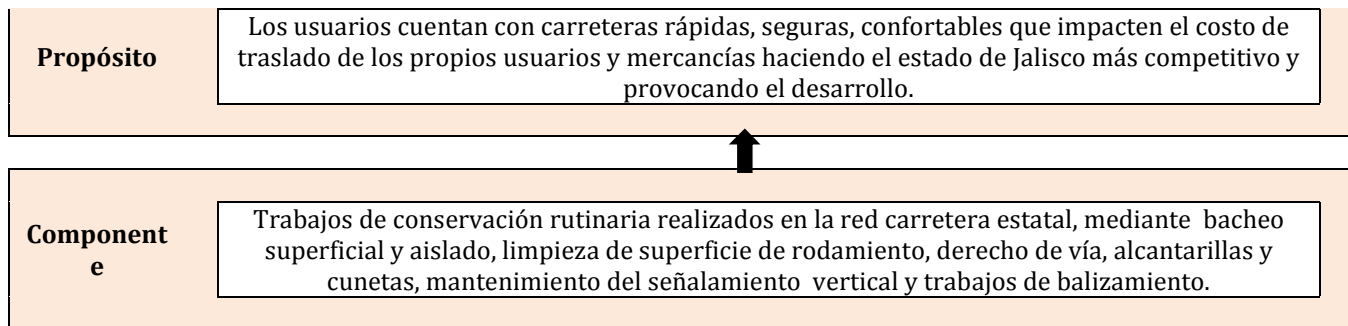 Propósito
Los usuarios cuentan con carreteras rápidas, seguras, confortables que impacten el costo de
traslado de los propios usuarios y mercancías haciendo el estado de Jalisco más competitivo y
provocando el desarrollo.
Component
e
Trabajos de conservación rutinaria realizados en la red carretera estatal, mediante bacheo
superficial y aislado, limpieza de superficie de rodamiento, derecho de vía, alcantarillas y
cunetas, mantenimiento del señalamiento vertical y trabajos de balizamiento.